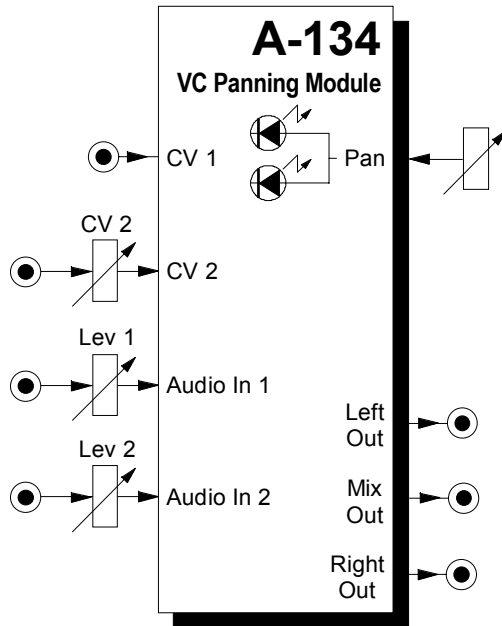 A-134
VC Panning Module
CV 1
Pan
CV 2
CV 2
Lev 1
Audio In 1
Left
Out
Lev 2
Audio In 2
Mix
Out
Right
Out